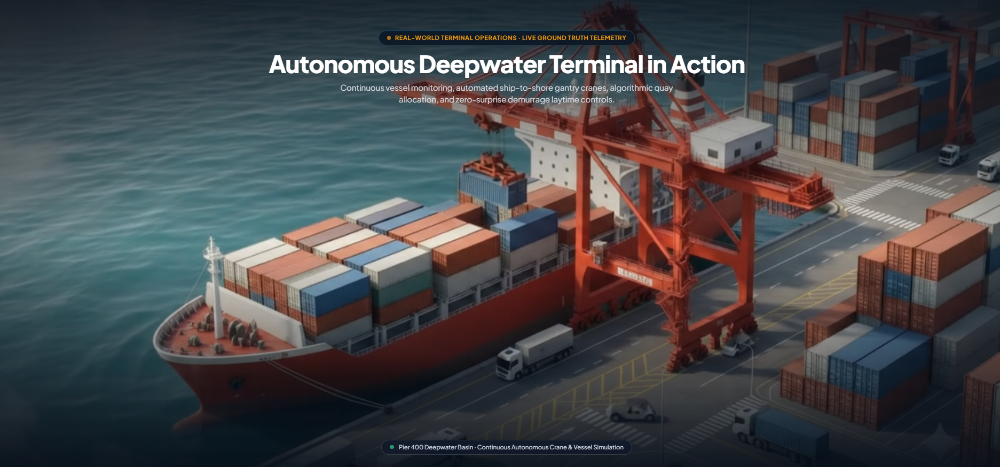 REAL-WORLD TERMINAL OPERATIONS · LIVE GROUND TRUTH TELEMETRY
Autonomous Deepwater Terminal in Action
Continuous vessel monitoring, automated ship-to-shore gantry cranes, algorithmic quay
allocation, and zero-surprise demurrage laytime controls.
Pier 400 Deepwater Basin · Continuous Autonomous Crane & Vessel Simulation